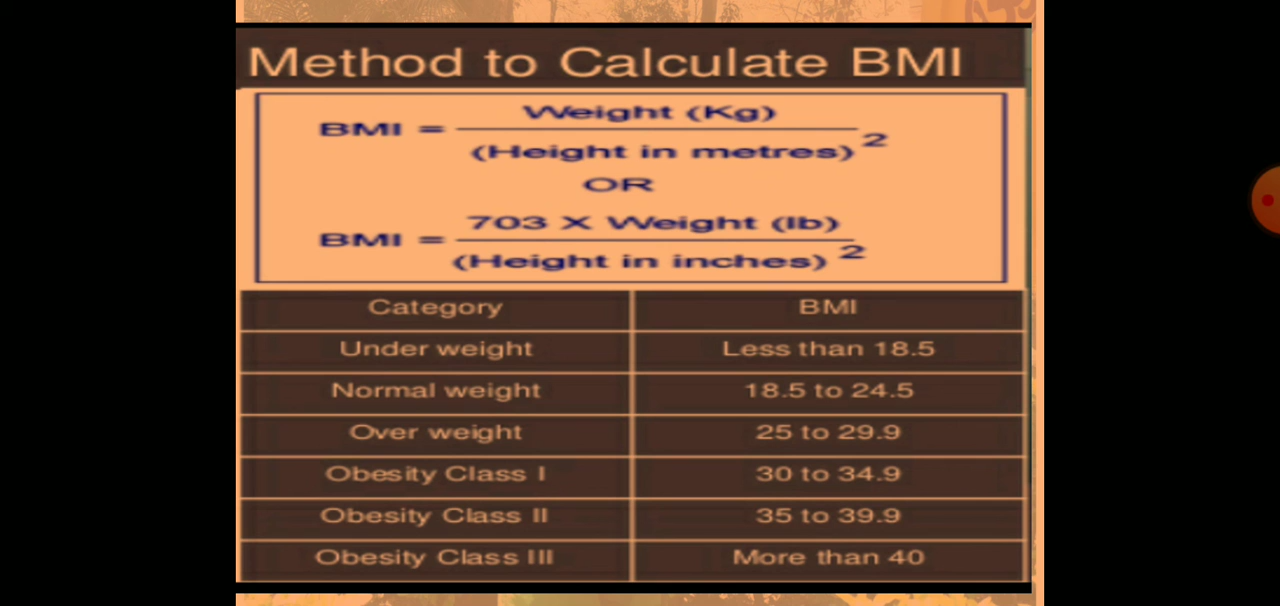 Method to Calculate BMI
BMI = Weight (Kg)
(Height in metres) 2
OR
BMI = 703 X Weight (lb)
(Height in inches) 2
Category BMI
Under weight Less than 18.5
Normal weight 18.5 to 24.5
Over weight 25 to 29.9
Obesity Class I 30 to 34.9
Obesity Class II 35 to 39.9
Obesity Class III More than 40